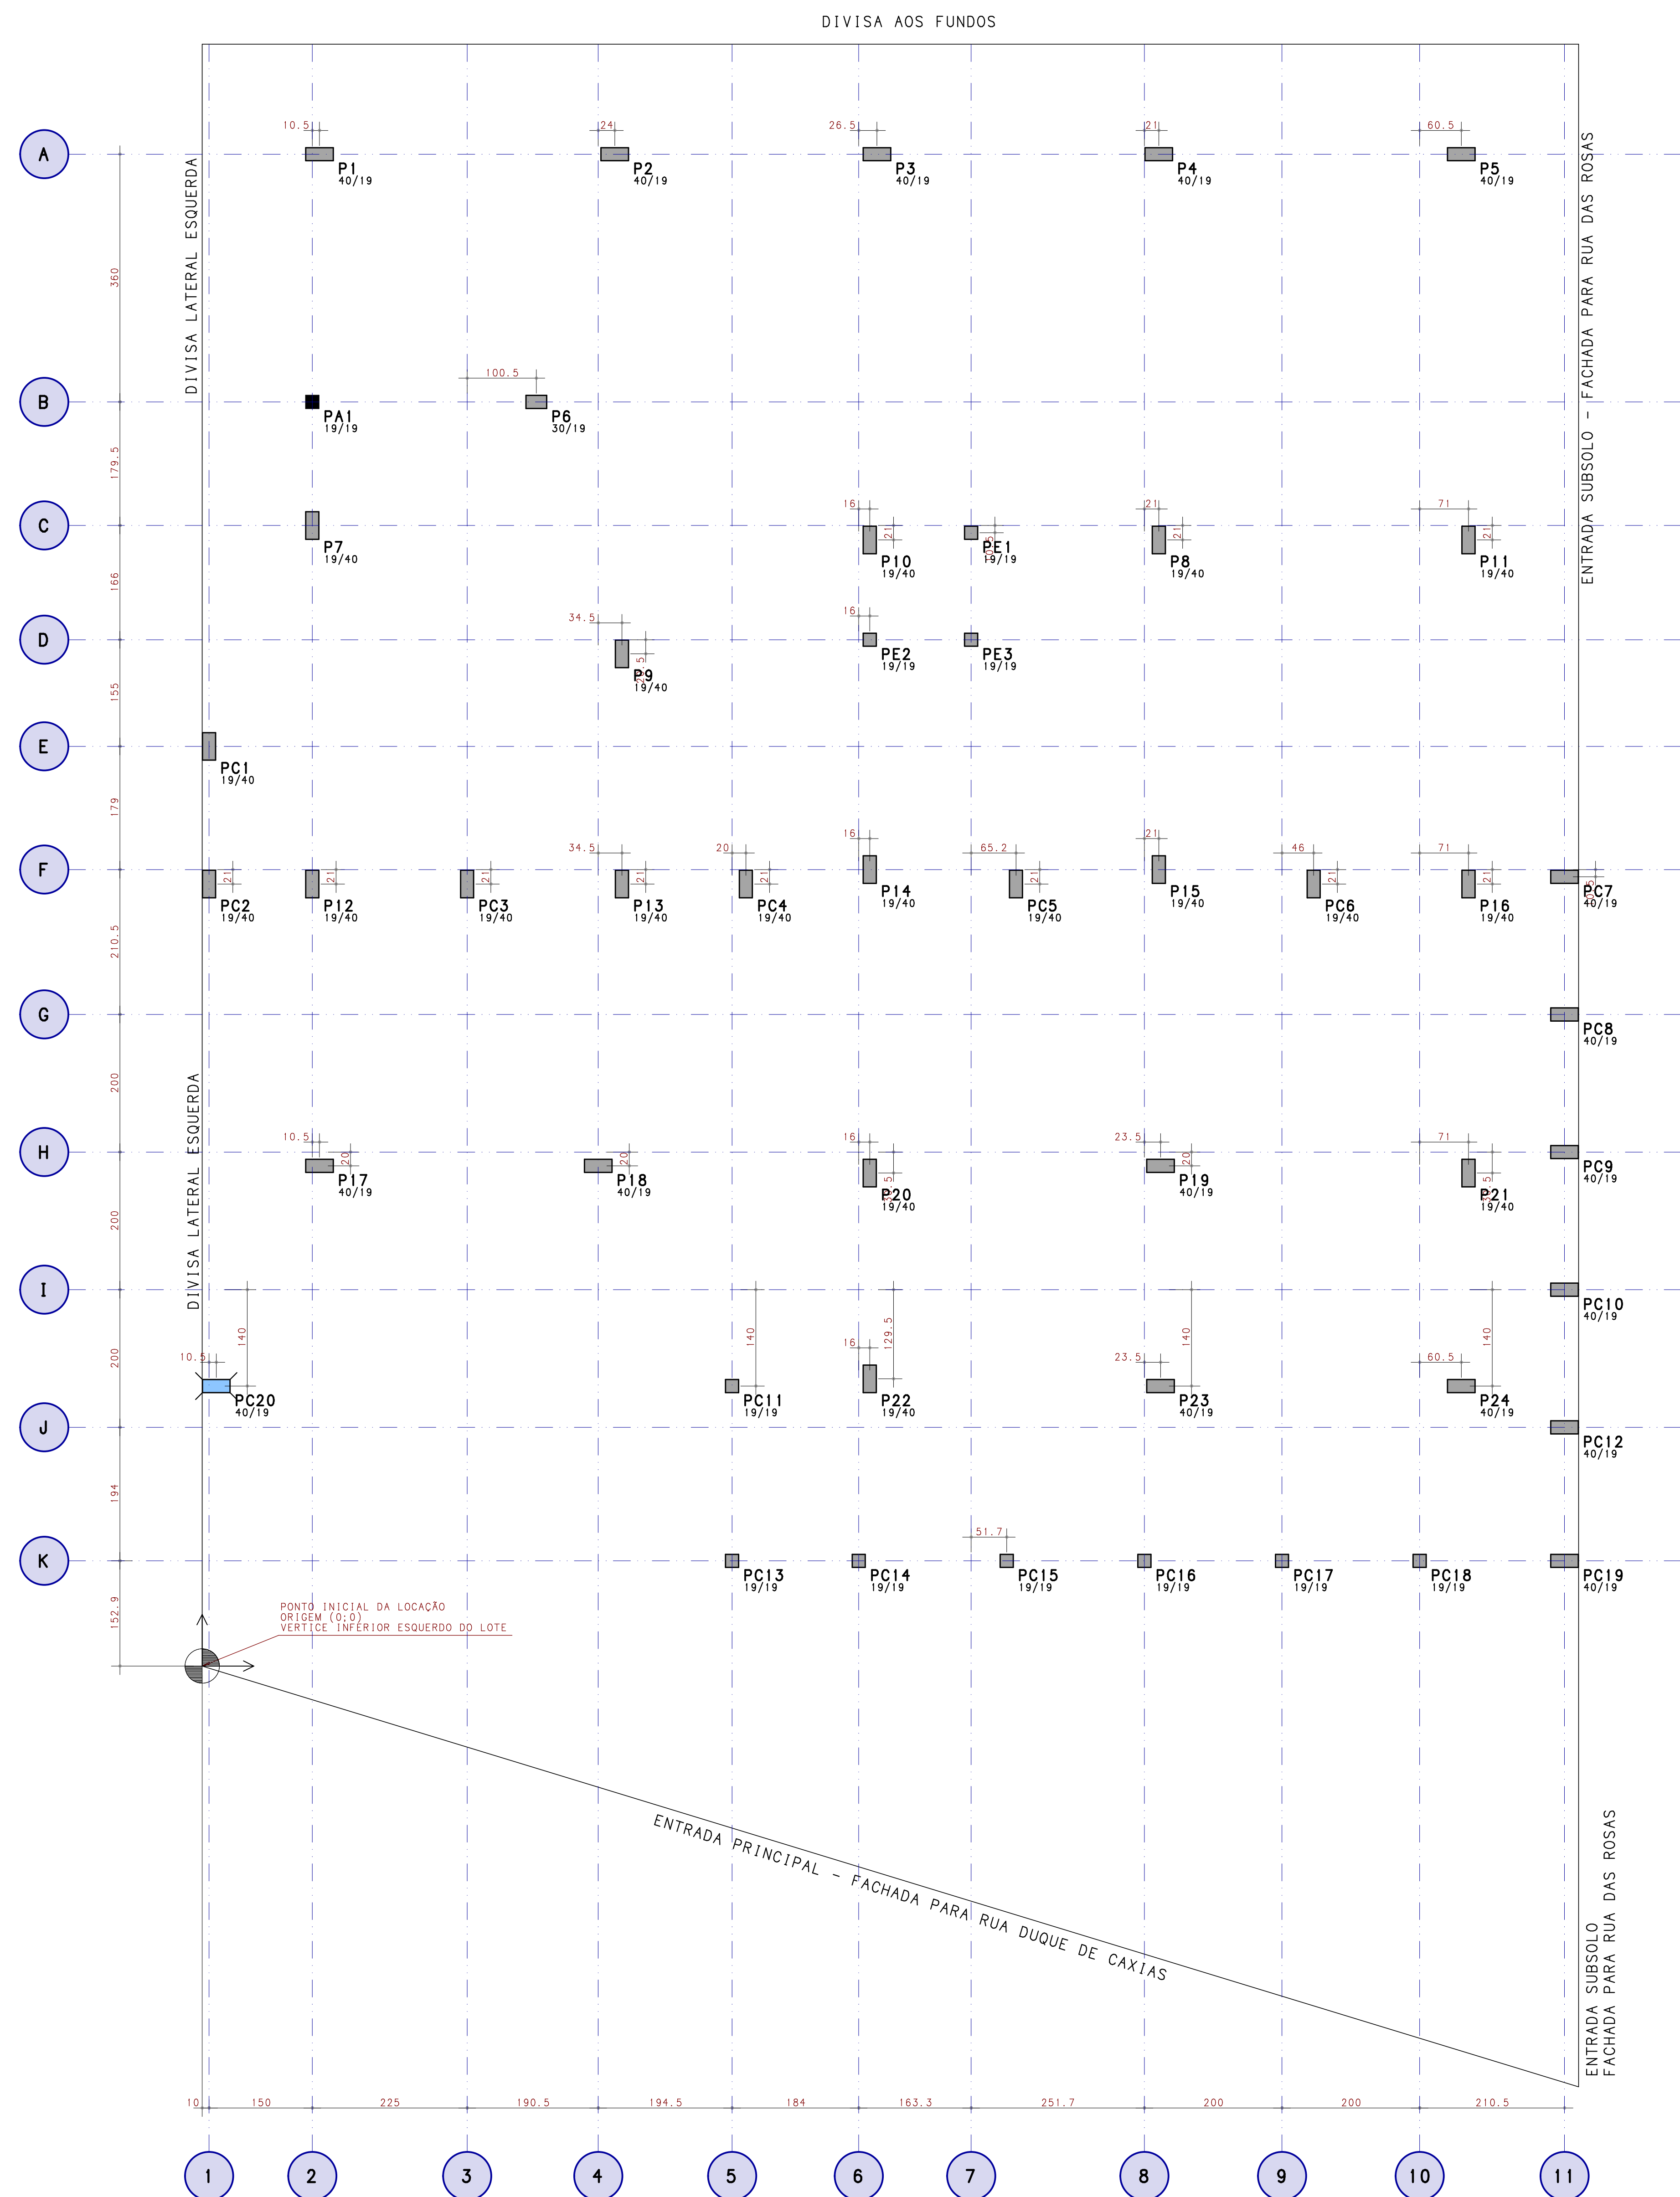 DIVISA AOS FUNDOS
DIVISA LATERAL ESQUERDA
ENTRADA SUBSOLO - FACHADA PARA RUA DAS ROSAS
10.5
24
26.5
21
60.5
A
P1
40/19
P2
40/19
P3
40/19
P4
40/19
P5
40/19
360
100.5
B
PA1
19/19
P6
30/19
179.5
16
21
71
C
21
21
21
P7
19/40
P10
19/40
PE1
19/19
P8
19/40
P11
19/40
166
34.5
16
D
P9
19/40
PE2
19/19
PE3
19/19
155
E
PC1
19/40
179
34.5
20
16
65.2
21
46
71
F
21
21
21
21
21
21
21
21
PC2
19/40
P12
19/40
PC3
19/40
P13
19/40
PC4
19/40
P14
19/40
PC5
19/40
P15
19/40
PC6
19/40
P16
19/40
PC7
40/19
210.5
G
PC8
40/19
200
DIVISA LATERAL ESQUERDA
10.5
16
23.5
71
H
20
20
20
P17
40/19
P18
40/19
P20
19/40
P19
40/19
P21
19/40
PC9
40/19
200
I
PC10
40/19
140
140
129.5
140
140
200
10.5
16
23.5
60.5
PC20
40/19
PC11
19/19
P22
19/40
P23
40/19
P24
40/19
J
PC12
40/19
194
51.7
K
PC13
19/19
PC14
19/19
PC15
19/19
PC16
19/19
PC17
19/19
PC18
19/19
PC19
40/19
152.9
PONTO INICIAL DA LOCAÇÃO
ORIGEM (0;0)
VERTICE INFERIOR ESQUERDO DO LOTE
ENTRADA PRINCIPAL - FACHADA PARA RUA DUQUE DE CAXIAS
ENTRADA SUBSOLO
FACHADA PARA RUA DAS ROSAS
10
150
225
190.5
194.5
184
163.3
251.7
200
200
210.5
1
2
3
4
5
6
7
8
9
10
11